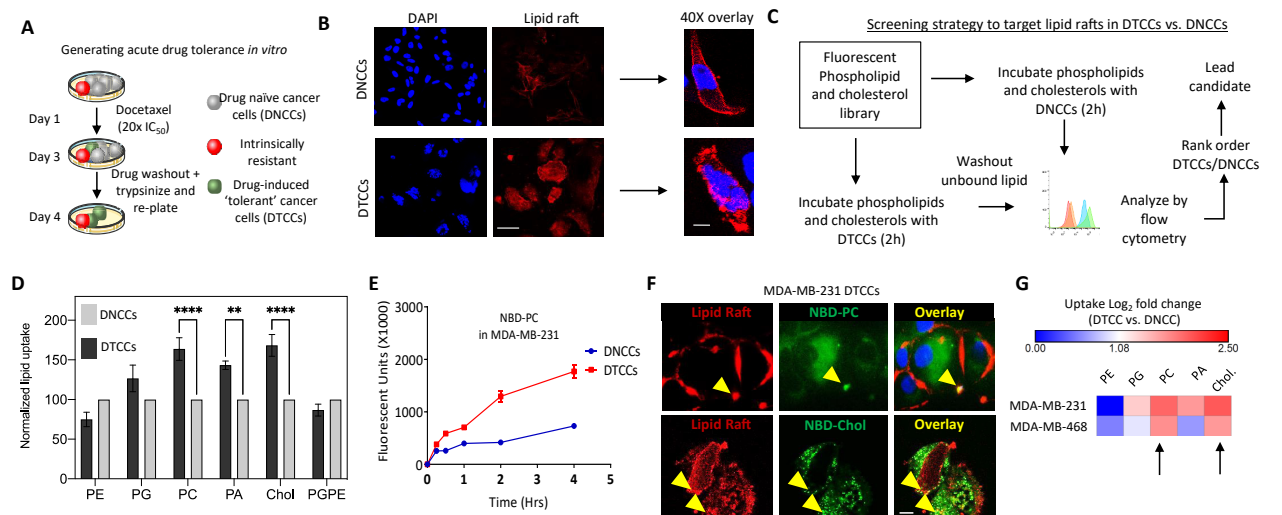 A
Generating acute drug tolerance in vitro
Day 1
Docetaxel
(20x IC50)
Day 3
Drug washout +
trypsinize and
re-plate
Day 4
Drug naïve cancer
cells (DNCCs)
Intrinsically
resistant
Drug-induced
‘tolerant’ cancer
cells (DTCCs)
B
DAPI
Lipid raft
40X overlay
DNCCs
DTCCs
C
Screening strategy to target lipid rafts in DTCCs vs. DNCCs
Fluorescent
Phospholipid
and cholesterol
library
Incubate phospholipids
and cholesterols with
DNCCs (2h)
Lead
candidate
Rank order
DTCCs/DNCCs
Washout
unbound lipid
Incubate phospholipids
and cholesterols with
DTCCs (2h)
Analyze by
flow
cytometry
D
DNCCs
DTCCs
**** ** ****
Normalized lipid uptake
200
150
100
50
0
PE PG PC PA Chol PGPE
E
NBD-PC
in MDA-MB-231
DNCCs
DTCCs
Fluorescent Units (X1000)
3000
2000
1000
0
0 1 2 3 4 5
Time (Hrs)
F
MDA-MB-231 DTCCs
Lipid Raft NBD-PC Overlay
Lipid Raft NBD-Chol Overlay
G
Uptake Log2 fold change
(DTCC vs. DNCC)
0.00 1.08 2.50
PE PG PC PA Chol.
MDA-MB-231
MDA-MB-468